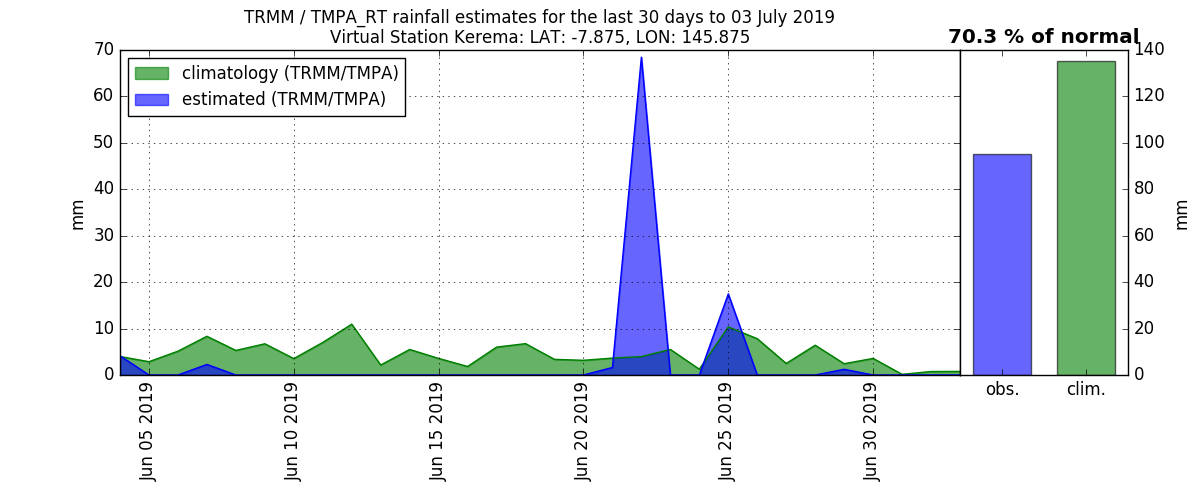 TRMM / TMPA_RT rainfall estimates for the last 30 days to 03 July 2019
Virtual Station Kerema: LAT: -7.875, LON: 145.875
70.3 % of normal
climatology (TRMM/TMPA)
estimated (TRMM/TMPA)
70
60
50
40
30
20
10
0
mm
Jun 05 2019
Jun 10 2019
Jun 15 2019
Jun 20 2019
Jun 25 2019
Jun 30 2019
obs.
clim.
140
120
100
80
60
40
20
0
mm